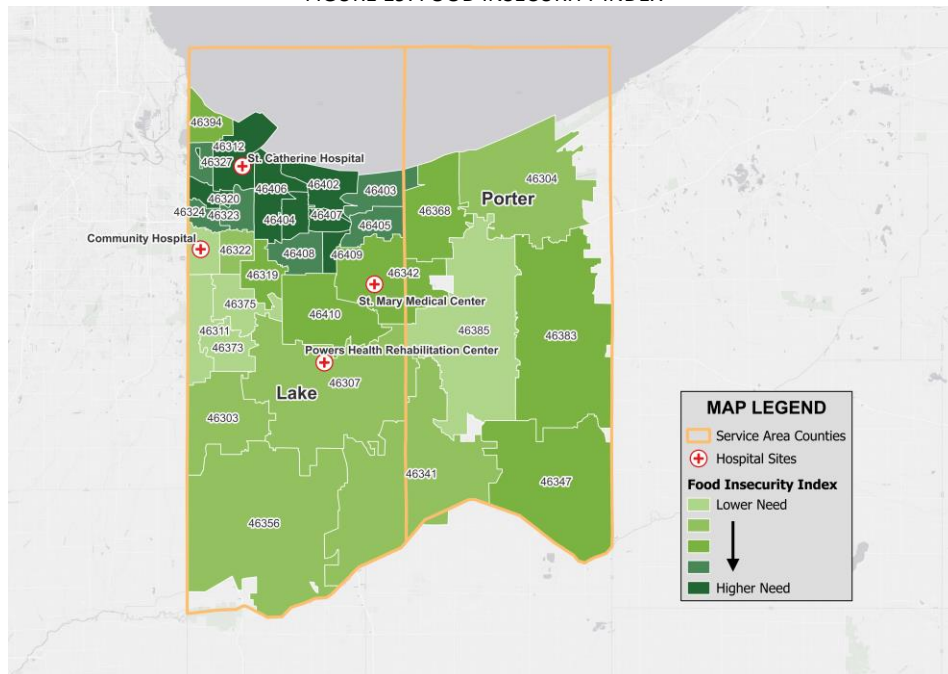 46394
46312
46327
St. Catherine Hospital
46402
46406
46403
46304
46320
46324
46323
46404
46407
46368
Porter
46405
Community Hospital
46322
46408
46409
46319
46342
St. Mary Medical Center
46375
46410
46311
46385
46383
46373
Powers Health Rehabilitation Center
46307
Lake
46303
46341
46347
46356
MAP LEGEND
Service Area Counties
Hospital Sites
Food Insecurity Index
Lower Need
Higher Need